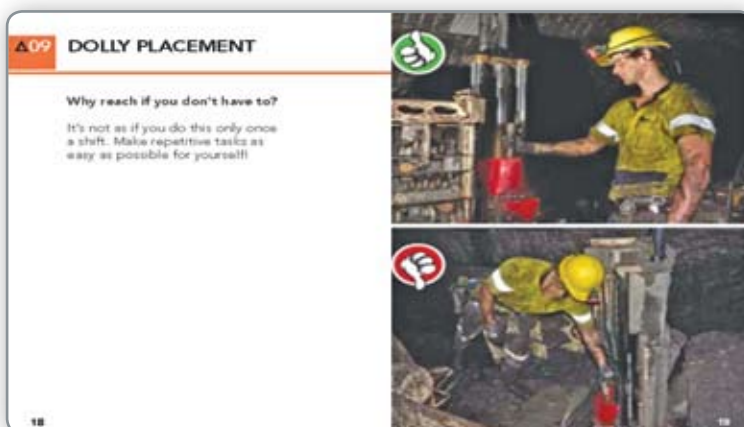 △09 DOLLY PLACEMENT
Why reach if you don't have to?
It's not as if you do this only once
a shift. Make repetitive tasks as
easy as possible for yourself!
18
19